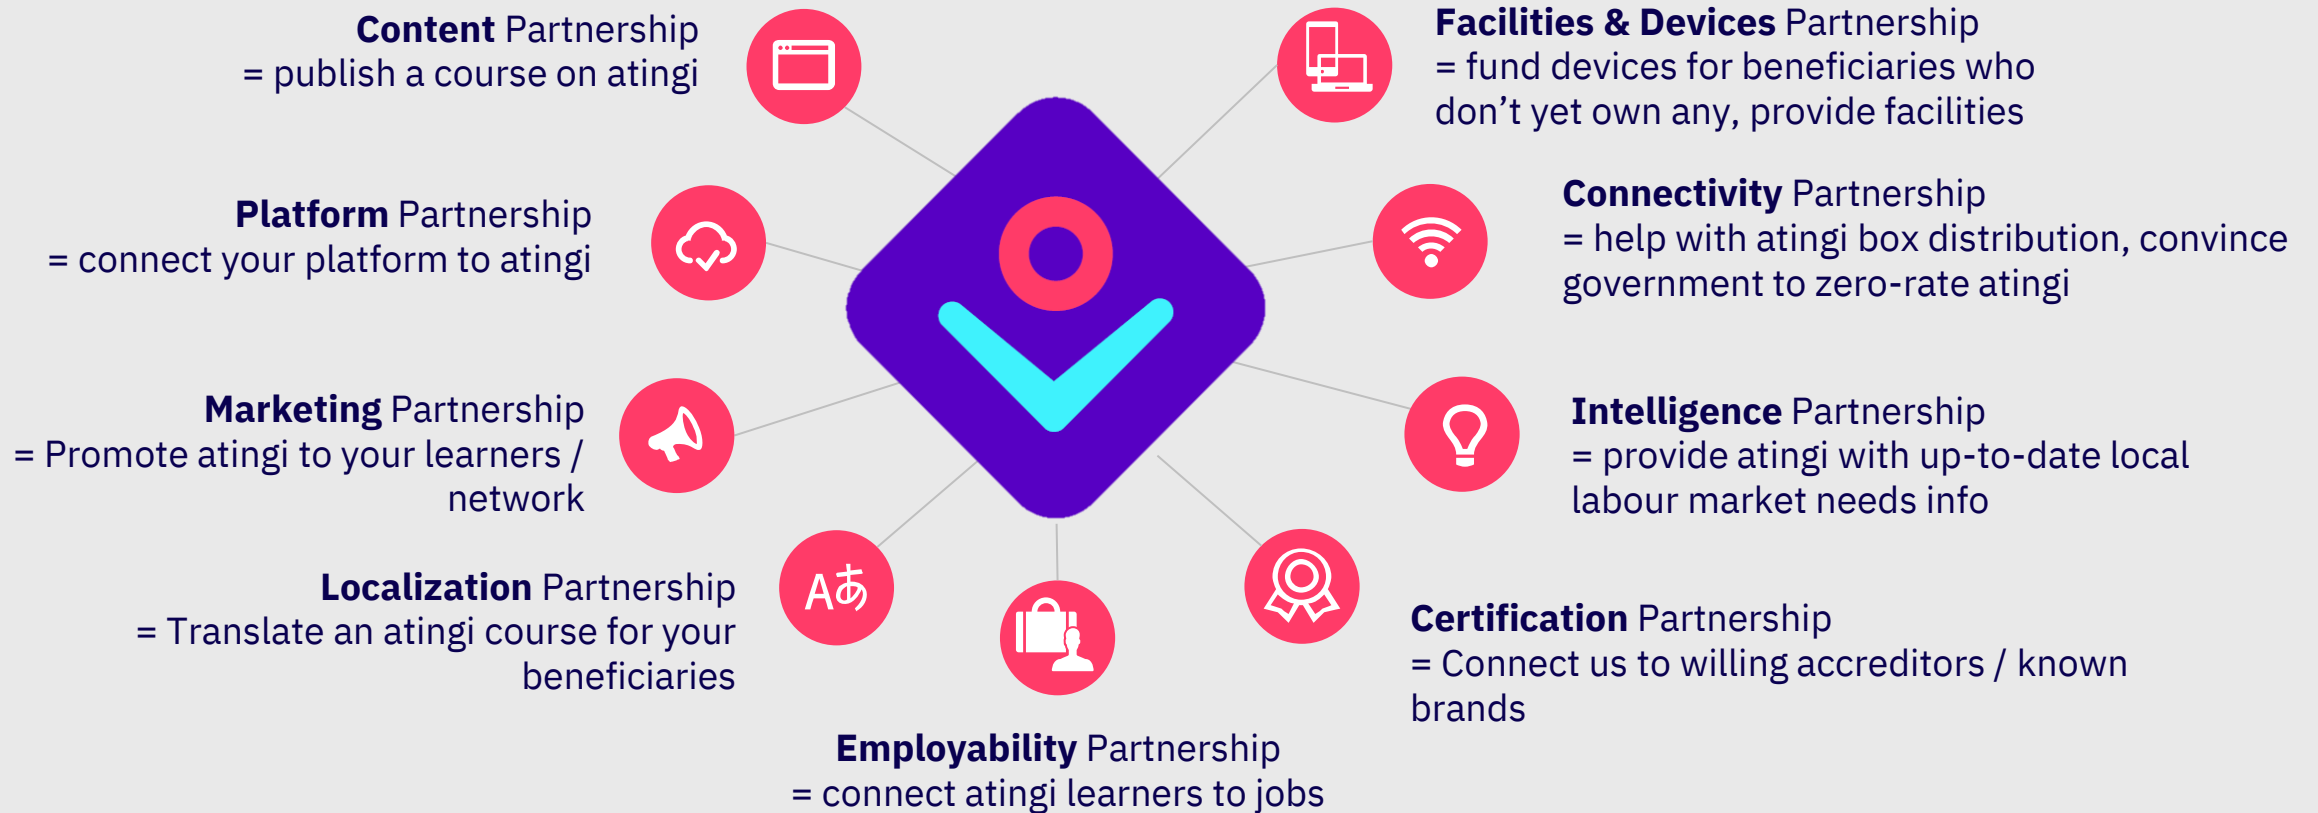 Content Partnership
= publish a course on atingi
Platform Partnership
= connect your platform to atingi
Marketing Partnership
= Promote atingi to your learners /
network
Localization Partnership
= Translate an atingi course for your
beneficiaries
Aあ
Employability Partnership
= connect atingi learners to jobs
Facilities & Devices Partnership
= fund devices for beneficiaries who
don’t yet own any, provide facilities
Connectivity Partnership
= help with atingi box distribution, convince
government to zero-rate atingi
Intelligence Partnership
= provide atingi with up-to-date local
labour market needs info
Certification Partnership
= Connect us to willing accreditors / known
brands